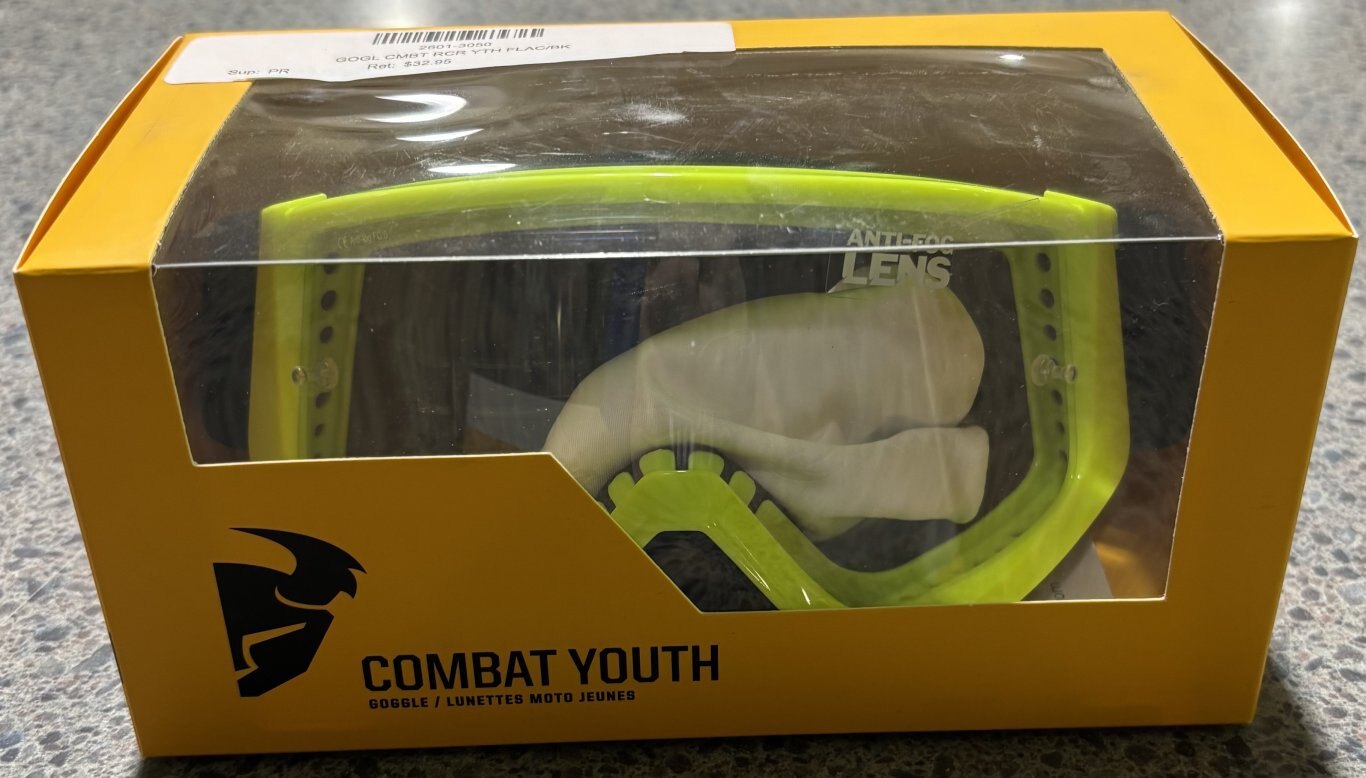 2601-3050
GOGL CMBT RCR YTH FLAC/BK
Sup: PR Ret: $32.95
ANTI-FOG
LENS
COMBAT YOUTH
GOGGLE / LUNETTES MOTO JEUNES